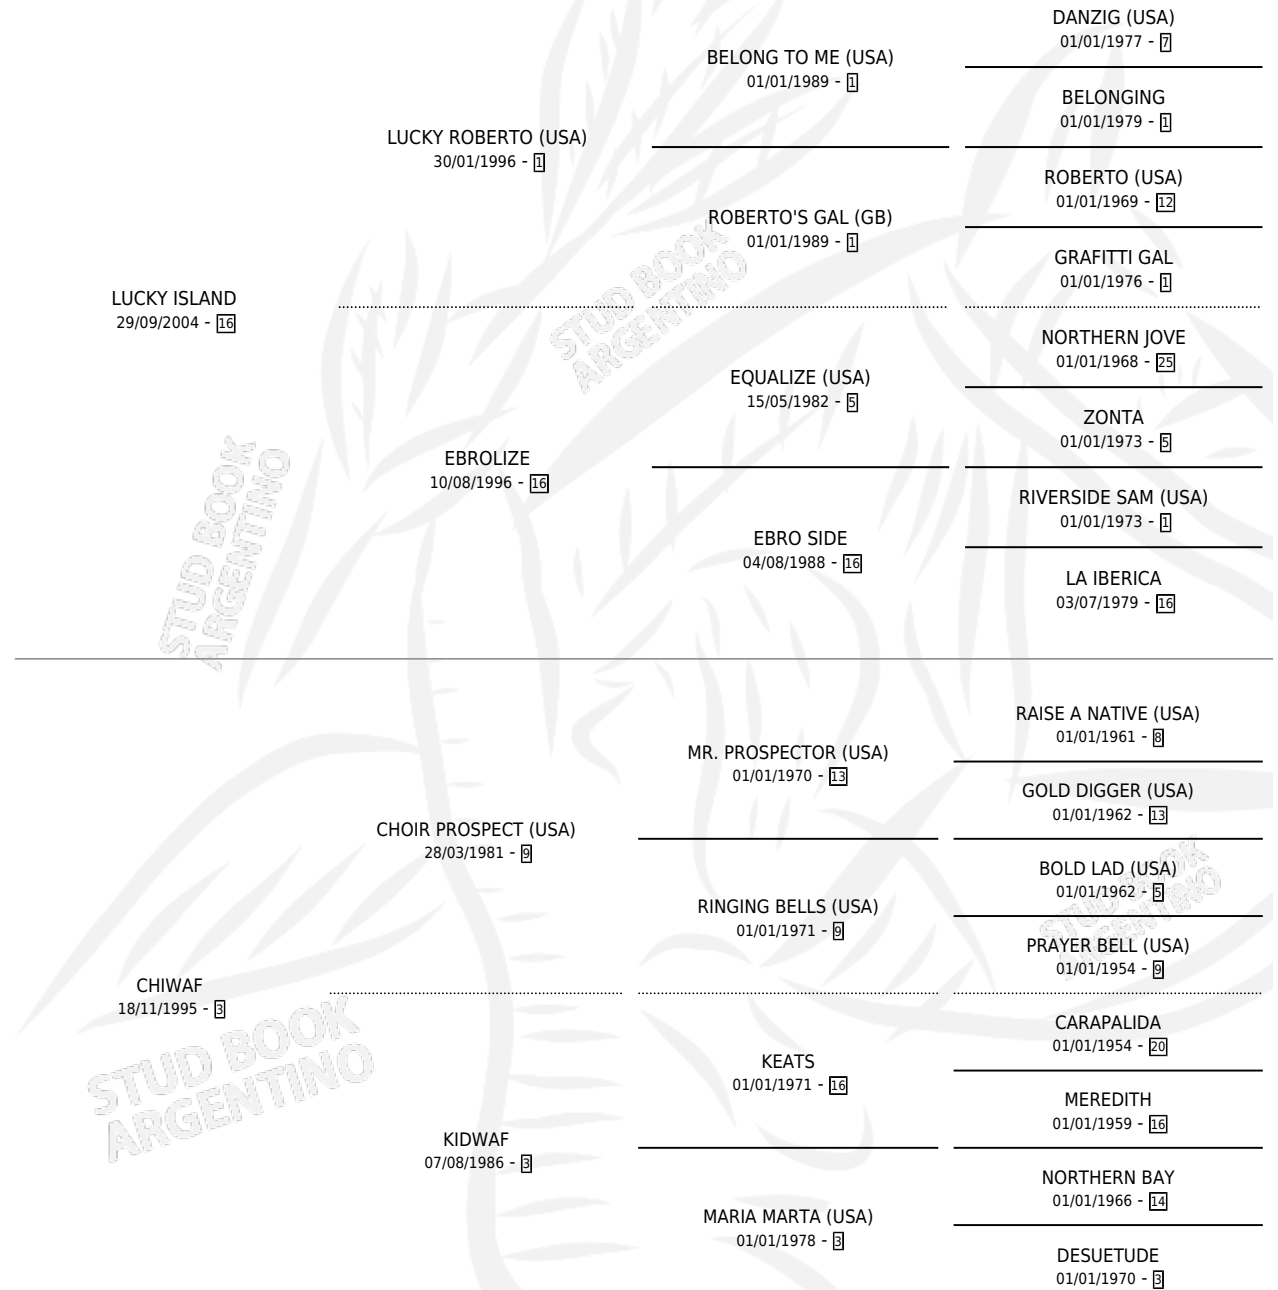 DANZIG (USA)
01/01/1977 - 7
BELONG TO ME (USA)
01/01/1989 - 1
BELONGING
01/01/1979 - 1
LUCKY ROBERTO (USA)
30/01/1996 - 1
ROBERTO (USA)
01/01/1969 - 12
ROBERTO'S GAL (GB)
01/01/1989 - 1
GRAFITTI GAL
01/01/1976 - 1
LUCKY ISLAND
29/09/2004 - 16
STUD BOOK
ARGENTINO
NORTHERN JOVE
01/01/1968 - 25
EQUALIZE (USA)
15/05/1982 - 5
ZONTA
01/01/1973 - 5
EBROLIZE
10/08/1996 - 16
RIVERSIDE SAM (USA)
01/01/1973 - 1
EBRO SIDE
04/08/1988 - 16
LA IBERICA
03/07/1979 - 16
STUD BOOK
ARGENTINO
RAISE A NATIVE (USA)
01/01/1961 - 8
MR. PROSPECTOR (USA)
01/01/1970 - 13
GOLD DIGGER (USA)
01/01/1962 - 13
CHOIR PROSPECT (USA)
28/03/1981 - 9
BOLD LAD (USA)
01/01/1962 - 5
RINGING BELLS (USA)
01/01/1971 - 9
PRAYER BELL (USA)
01/01/1954 - 9
STUD BOOK
ARGENTINO
CHIWAF
18/11/1995 - 3
STUD BOOK
ARGENTINO
CARAPALIDA
01/01/1954 - 20
KEATS
01/01/1971 - 16
MEREDITH
01/01/1959 - 16
KIDWAF
07/08/1986 - 3
NORTHERN BAY
01/01/1966 - 14
MARIA MARTA (USA)
01/01/1978 - 3
DESUETUDE
01/01/1970 - 3